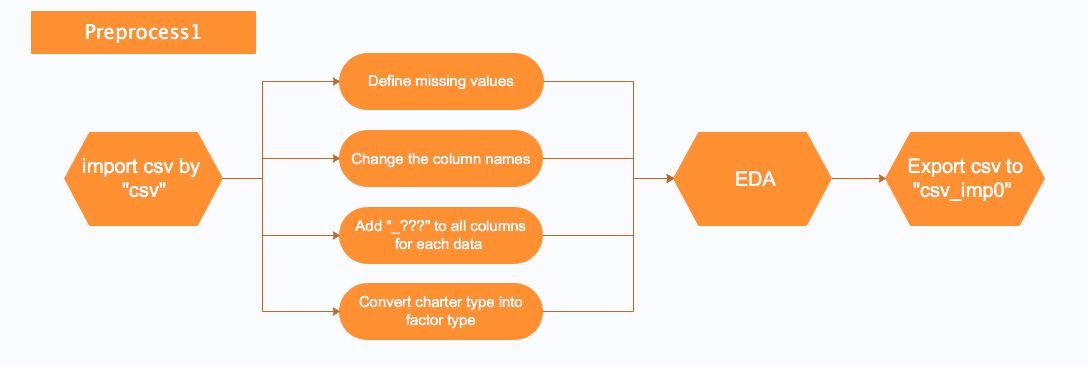 Preprocess1
import csv by
"csv"
Define missing values
Change the column names
Add "_???" to all columns
for each data
Convert charter type into
factor type
EDA
Export csv to
"csv_imp0"